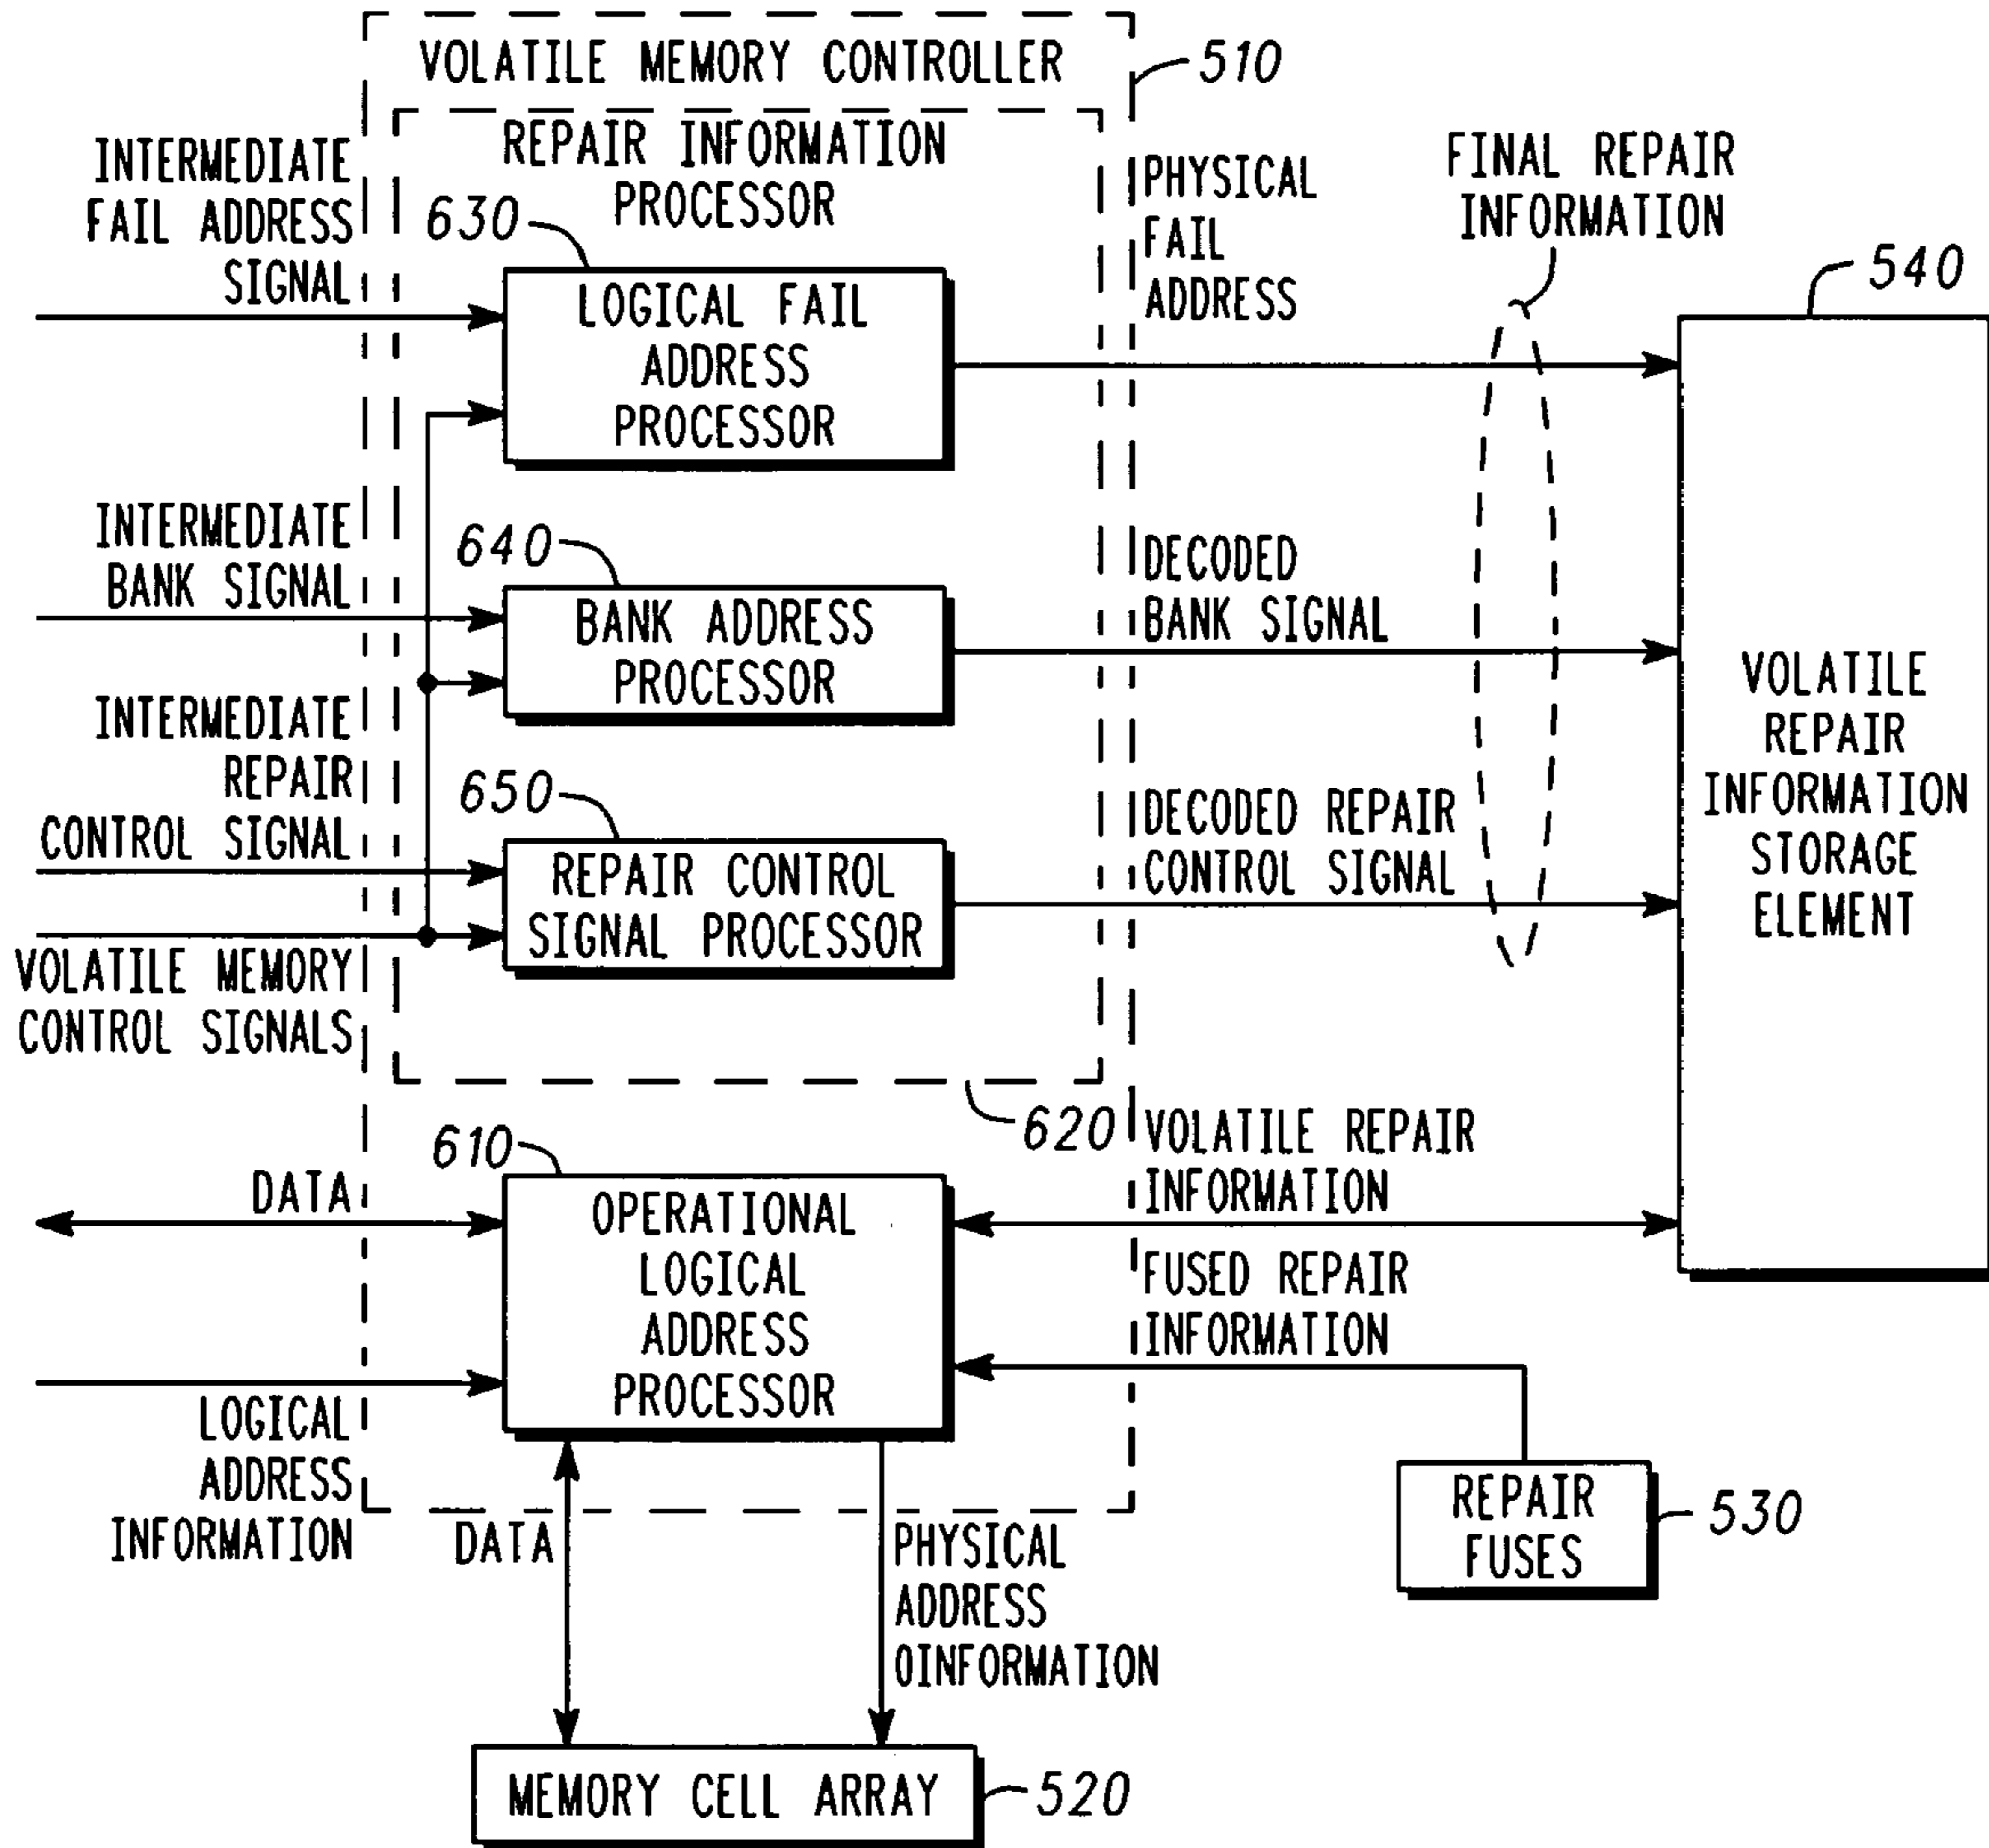 VOLATILE MEMORY CONTROLLER
510
REPAIR INFORMATION
PROCESSOR
INTERMEDIATE
FAIL ADDRESS
SIGNAL
630
LOGICAL FAIL
ADDRESS
PROCESSOR
PHYSICAL
FAIL
ADDRESS
FINAL REPAIR
INFORMATION
540
INTERMEDIATE
BANK SIGNAL
640
BANK ADDRESS
PROCESSOR
DECODED
BANK SIGNAL
VOLATILE
REPAIR
INFORMATION
STORAGE
ELEMENT
INTERMEDIATE
REPAIR
CONTROL SIGNAL
650
REPAIR CONTROL
SIGNAL PROCESSOR
DECODED REPAIR
CONTROL SIGNAL
VOLATILE MEMORY
CONTROL SIGNALS
620
610
DATA
OPERATIONAL
LOGICAL
ADDRESS
PROCESSOR
VOLATILE REPAIR
INFORMATION
FUSED REPAIR
INFORMATION
LOGICAL
ADDRESS
INFORMATION
DATA
PHYSICAL
ADDRESS
OINFORMATION
REPAIR
FUSES
530
MEMORY CELL ARRAY
520